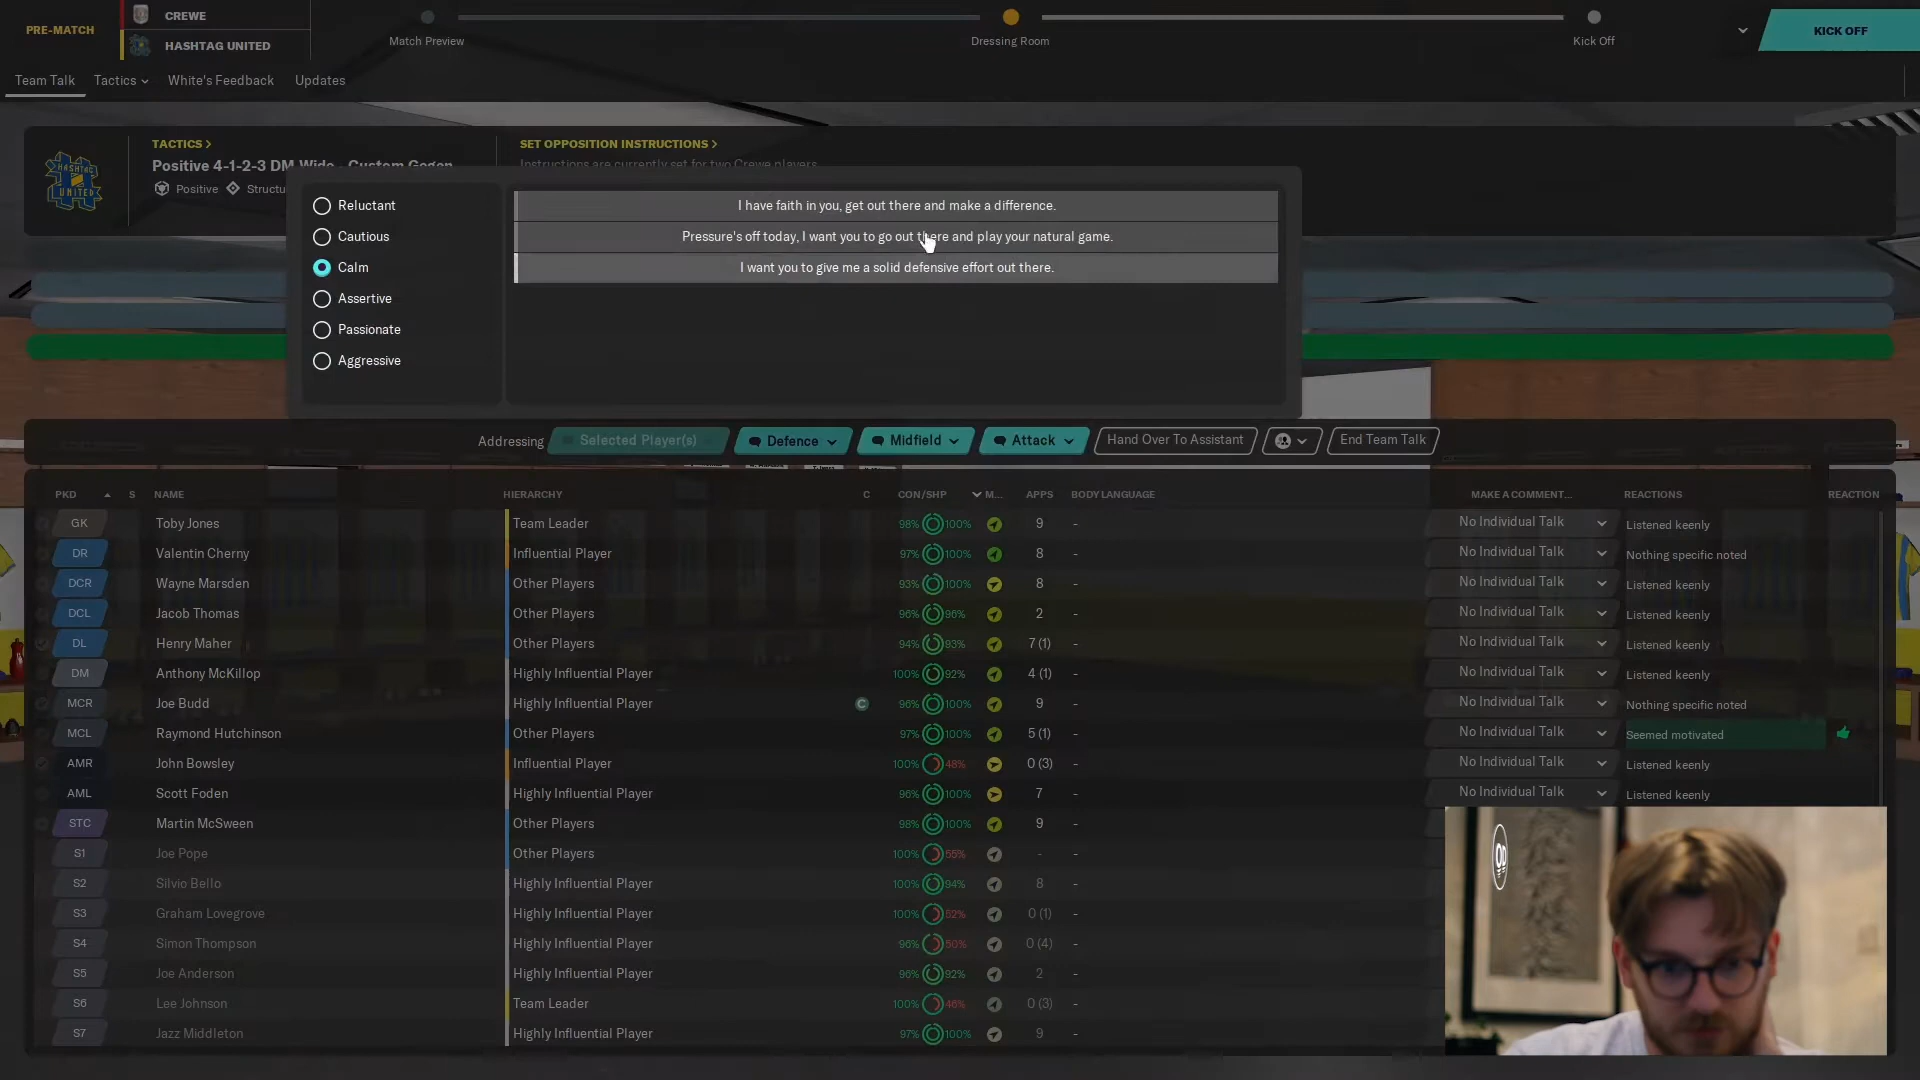 PRE-MATCH
CREWE
HASHTAG UNITED
Match Preview
Dressing Room
Kick Off
KICK OFF
Team Talk Tactics White's Feedback Updates
TACTICS >
Positive 4-1-2-3 DM Wide - Custom Gegen
Positive Structu
SET OPPOSITION INSTRUCTIONS >
Instructions are currently set for two Crewe players
HASHTAG
UNITED
Reluctant
Cautious
Calm
Assertive
Passionate
Aggressive
I have faith in you, get out there and make a difference.
Pressure's off today, I want you to go out there and play your natural game.
I want you to give me a solid defensive effort out there.
Addressing Selected Player(s) Defence Midfield Attack Hand Over To Assistant End Team Talk
PKD S NAME HIERARCHY C CON/SHP M... APPS BODY LANGUAGE MAKE A COMMENT... REACTIONS REACTION
GK Toby Jones Team Leader 98% 100% 9 - No Individual Talk Listened keenly
DR Valentin Cherny Influential Player 97% 100% 8 - No Individual Talk Nothing specific noted
DCR Wayne Marsden Other Players 93% 100% 8 - No Individual Talk Listened keenly
DCL Jacob Thomas Other Players 96% 96% 2 - No Individual Talk Listened keenly
DL Henry Maher Other Players 94% 93% 7 (1) - No Individual Talk Listened keenly
DM Anthony McKillop Highly Influential Player 100% 92% 4 (1) - No Individual Talk Listened keenly
MCR Joe Budd Highly Influential Player C 96% 100% 9 - No Individual Talk Nothing specific noted
MCL Raymond Hutchinson Other Players 97% 100% 5 (1) - No Individual Talk Seemed motivated
AMR John Bowsley Influential Player 100% 48% 0 (3) - No Individual Talk Listened keenly
AML Scott Foden Highly Influential Player 96% 100% 7 - No Individual Talk Listened keenly
STC Martin McSween Other Players 98% 100% 9 -
S1 Joe Pope Other Players 100% 55% - -
S2 Silvio Bello Highly Influential Player 100% 94% 8 -
S3 Graham Lovegrove Highly Influential Player 100% 52% 0 (1) -
S4 Simon Thompson Highly Influential Player 96% 50% 0 (4) -
S5 Joe Anderson Highly Influential Player 96% 92% 2 -
S6 Lee Johnson Team Leader 100% 46% 0 (3) -
S7 Jazz Middleton Highly Influential Player 97% 100% 9 -